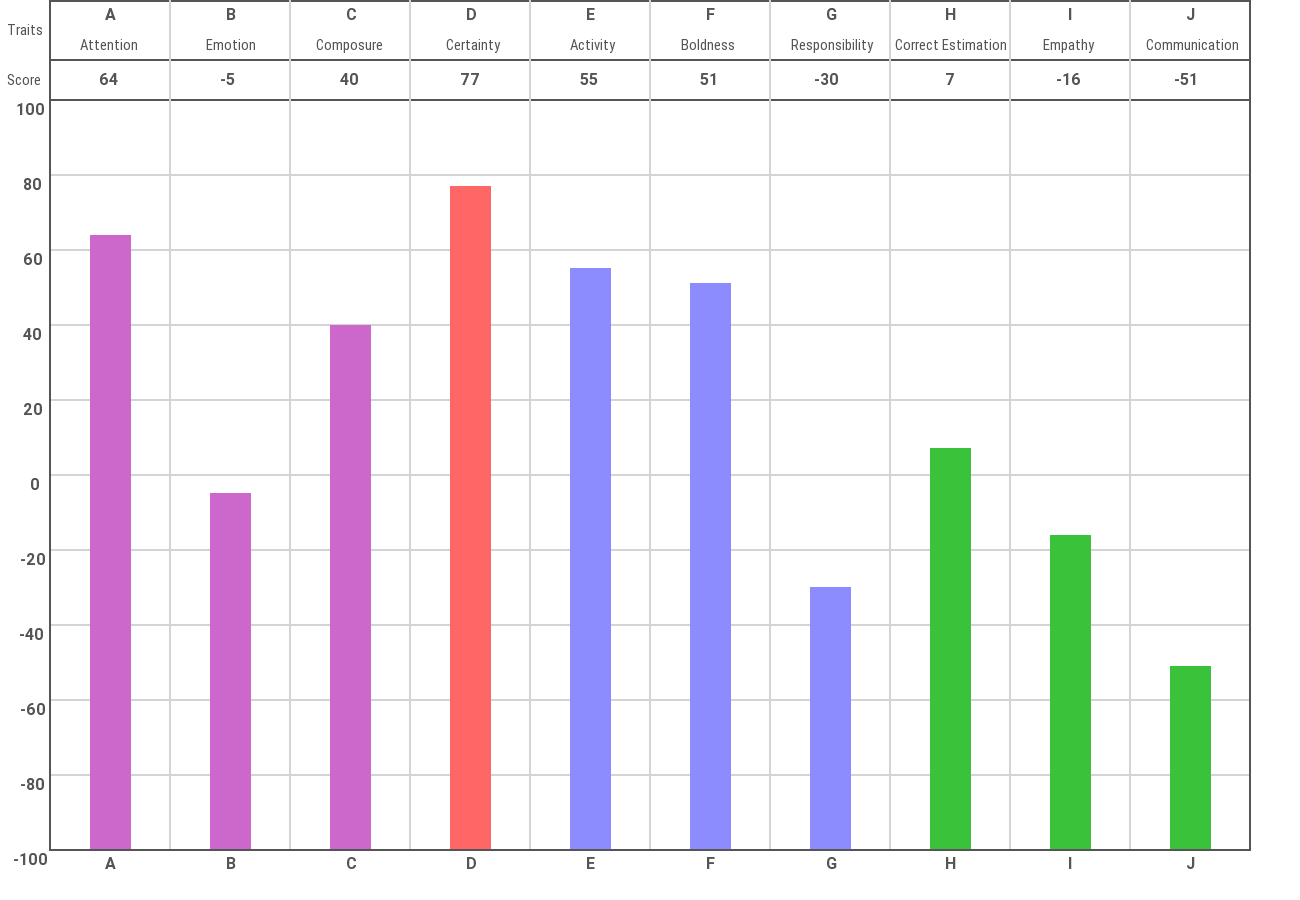 A B C D E F G H I J
Traits Attention Emotion Composure Certainty Activity Boldness Responsibility Correct Estimation Empathy Communication
Score 64 -5 40 77 55 51 -30 7 -16 -51
100
80
60
40
20
0
-20
-40
-60
-80
-100
A B C D E F G H I J